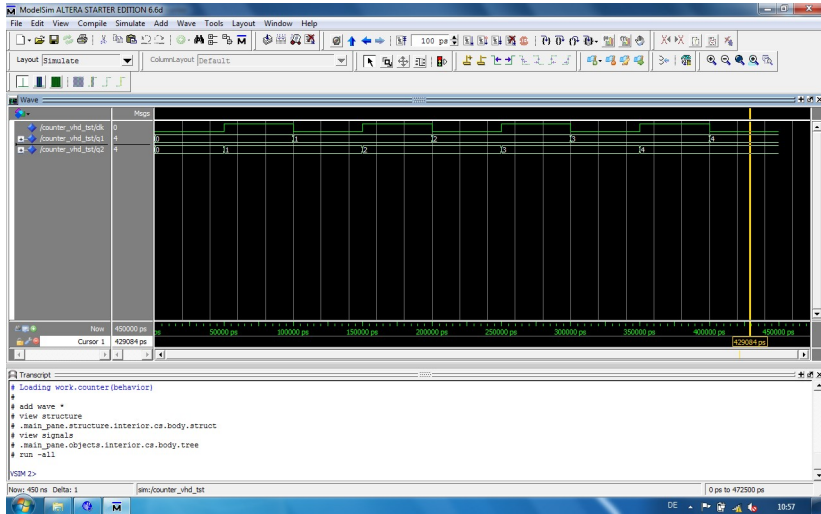 ModelSim ALTERA STARTER EDITION 6.6d
File Edit View Compile Simulate Add Wave Tools Layout Window Help
100 ps
Layout Simulate
ColumnLayout Default
Wave
Msgs
/counter_vhd_tst/clk 0
/counter_vhd_tst/q1 4 0 1 2 3 4
/counter_vhd_tst/q2 4 0 1 2 3 4
Now 450000 ps ps 50000 ps 100000 ps 150000 ps 200000 ps 250000 ps 300000 ps 350000 ps 400000 ps 450000 ps
Cursor 1 429084 ps 429084 ps
Transcript
# Loading work.counter(behavior)
#
# add wave *
# view structure
# .main_pane.structure.interior.cs.body.struct
# view signals
# .main_pane.objects.interior.cs.body.tree
# run -all
VSIM 2>
Now: 450 ns Delta: 1 sim:/counter_vhd_tst 0 ps to 472500 ps
DE 10:57